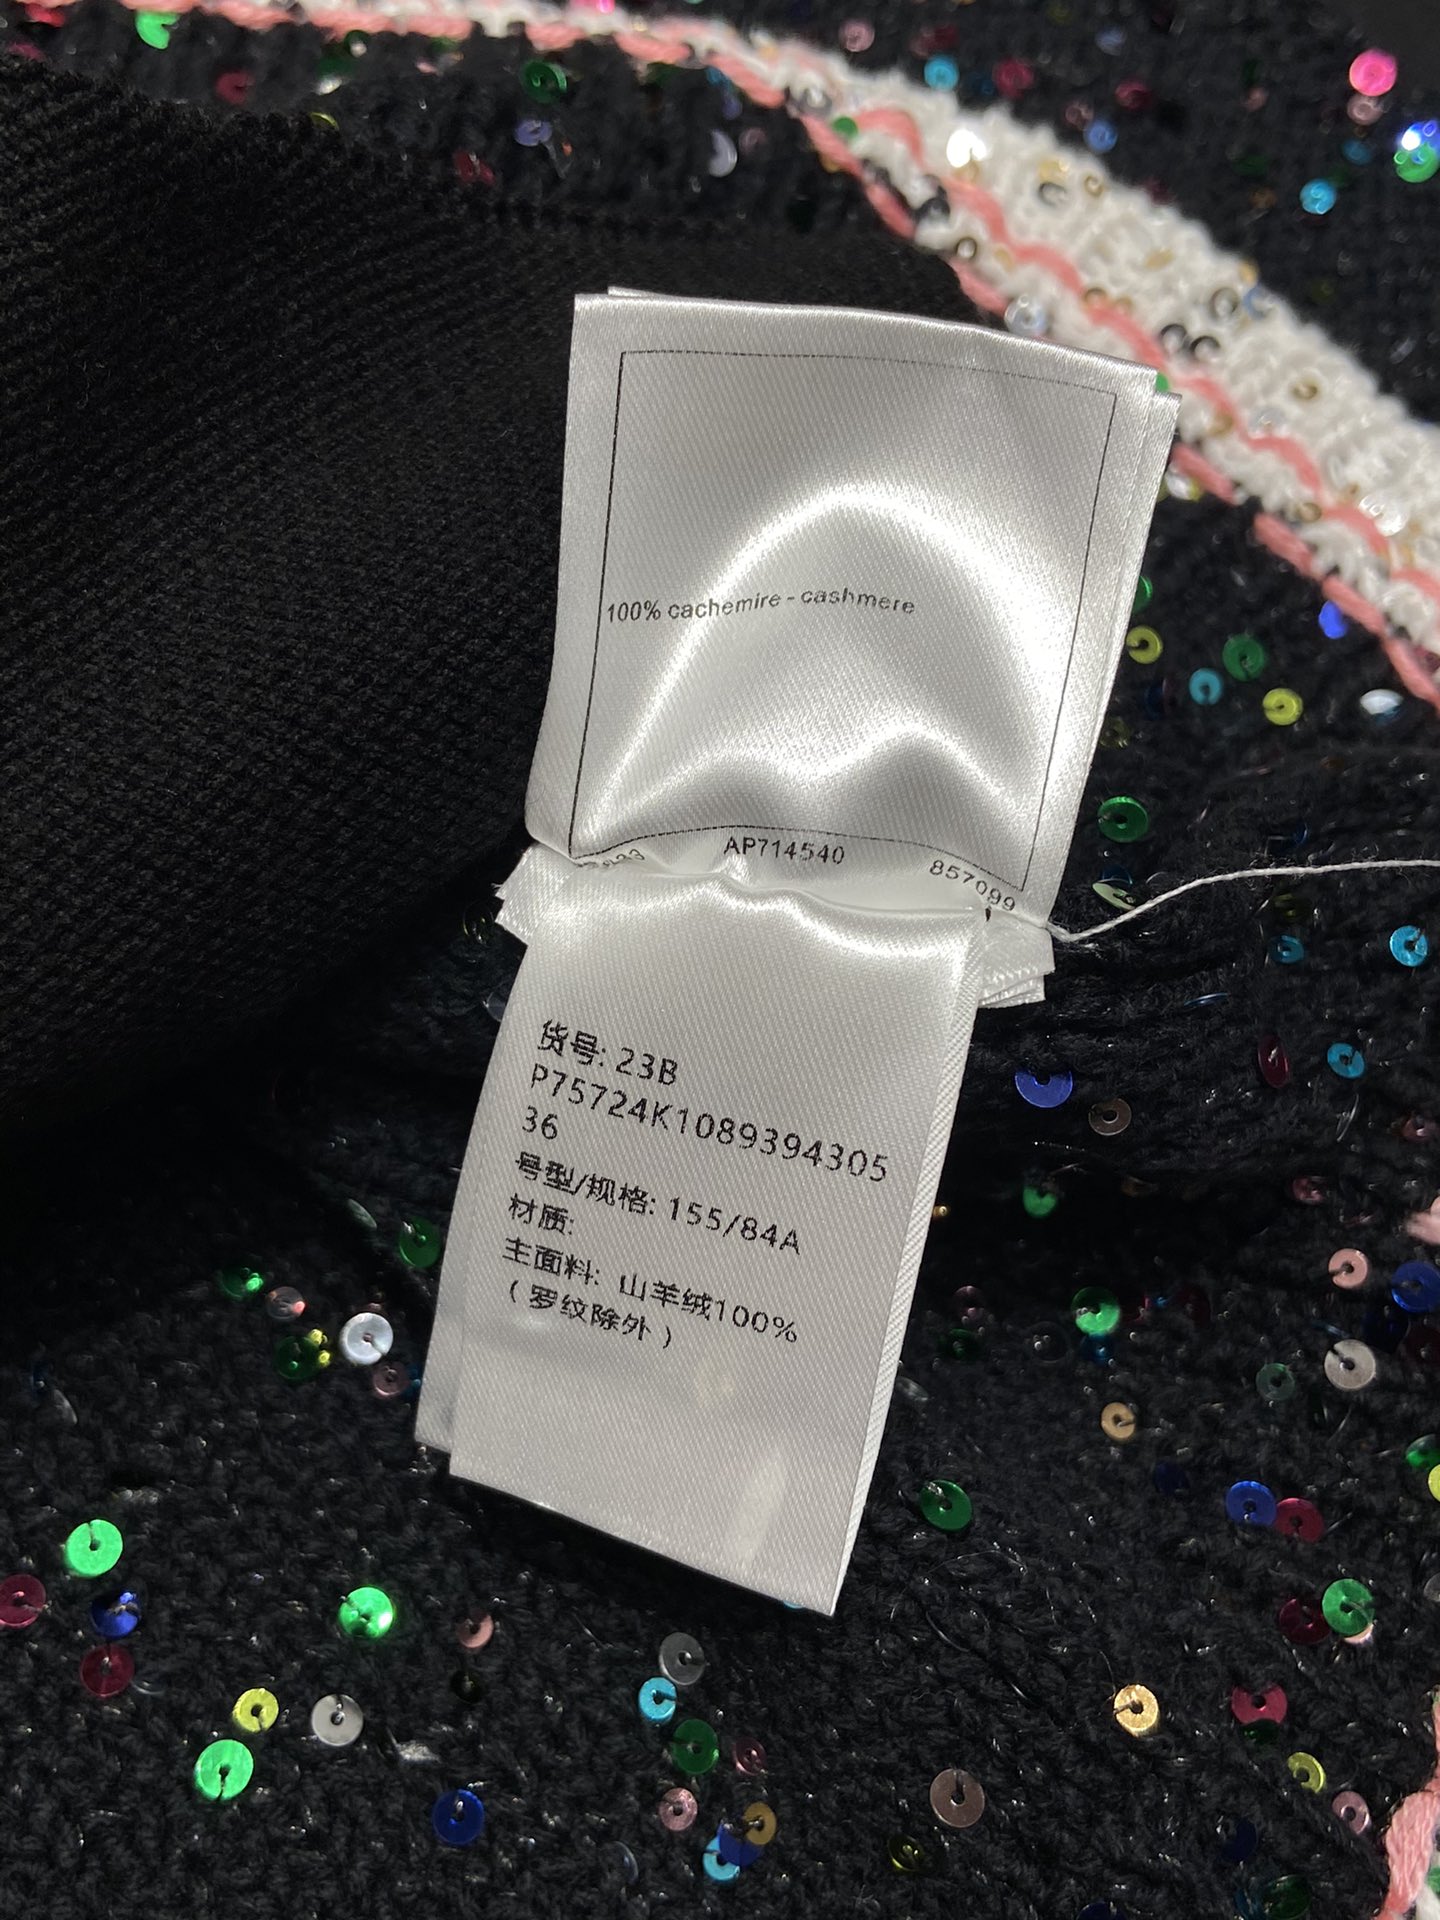 100% cachemire - cashmere
AP714540 857099
货号: 23B
P75724K1089394305
36
号型/规格: 155/84A
材质:
主面料: 山羊绒100%
（罗纹除外）